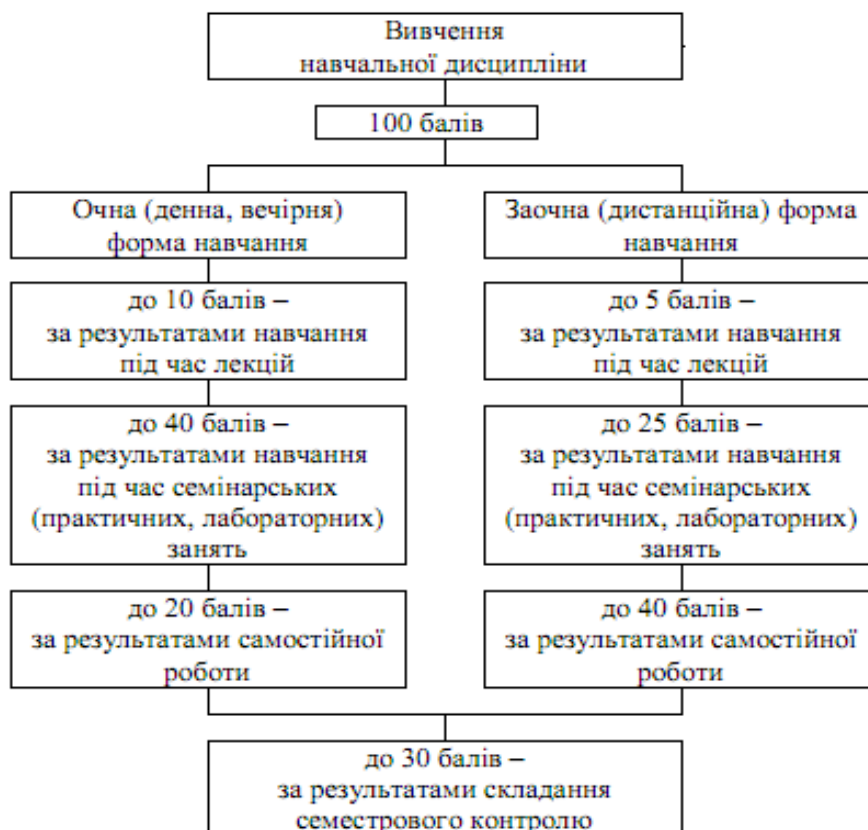 Вивчення
навчальної дисципліни
100 балів
Очна (денна, вечірня)
форма навчання
до 10 балів –
за результатами навчання
під час лекцій
до 40 балів –
за результатами навчання
під час семінарських
(практичних, лабораторних)
занять
до 20 балів –
за результатами самостійної
роботи
Заочна (дистанційна) форма
навчання
до 5 балів –
за результатами навчання
під час лекцій
до 25 балів –
за результатами навчання
під час семінарських
(практичних, лабораторних)
занять
до 40 балів –
за результатами самостійної
роботи
до 30 балів –
за результатами складання
семестрового контролю